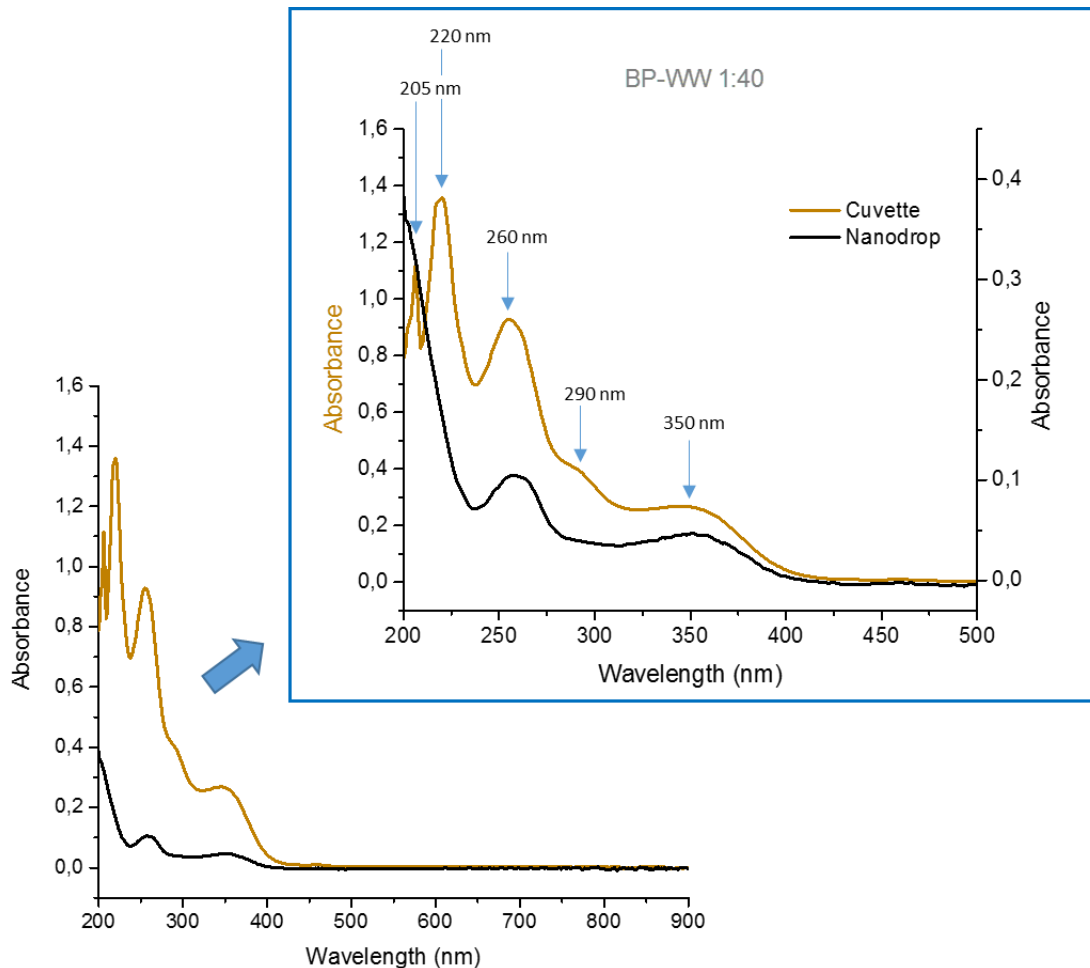 220 nm
205 nm
BP-WW 1:40
1,6
1,4
1,2
1,0
0,8
0,6
0,4
0,2
0,0
Absorbance
260 nm
290 nm
350 nm
Cuvette
Nanodrop
0,4
0,3
0,2
0,1
0,0
Absorbance
200 250 300 350 400 450 500
Wavelength (nm)
1,6
1,4
1,2
1,0
0,8
0,6
0,4
0,2
0,0
Absorbance
200 300 400 500 600 700 800 900
Wavelength (nm)